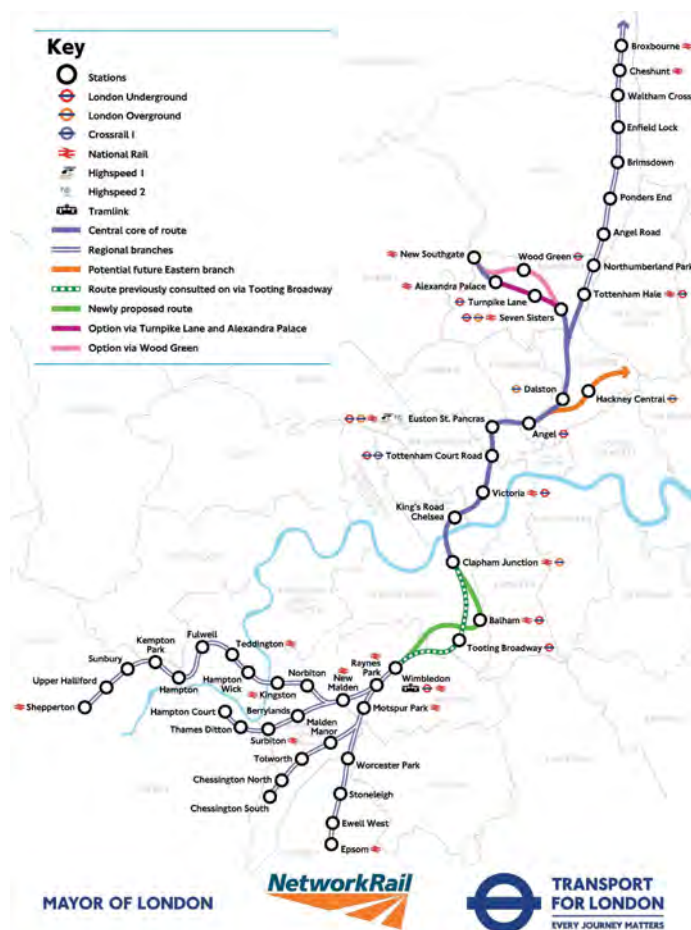 Key
Stations
London Underground
London Overground
Crossrail 1
National Rail
Highspeed 1
Highspeed 2
Tramlink
Central core of route
Regional branches
Potential future Eastern branch
Route previously consulted on via Tooting Broadway
Newly proposed route
Option via Turnpike Lane and Alexandra Palace
Option via Wood Green
Broxbourne
Cheshunt
Waltham Cross
Enfield Lock
Brimsdown
Ponders End
Angel Road
Northumberland Park
Tottenham Hale
New Southgate
Wood Green
Alexandra Palace
Turnpike Lane
Seven Sisters
Dalston
Hackney Central
Euston St. Pancras
Angel
Tottenham Court Road
Victoria
King's Road
Chelsea
Clapham Junction
Balham
Tooting Broadway
Wimbledon
Raynes
Park
Motspur Park
New
Malden
Norbiton
Kingston
Hampton
Wick
Teddington
Fulwell
Hampton
Kempton
Park
Sunbury
Upper Halliford
Shepperton
Berrylands
Surbiton
Thames Ditton
Hampton Court
Malden
Manor
Tolworth
Chessington North
Chessington South
Worcester Park
Stoneleigh
Ewell West
Epsom
MAYOR OF LONDON
NetworkRail
TRANSPORT
FOR LONDON
EVERY JOURNEY MATTERS